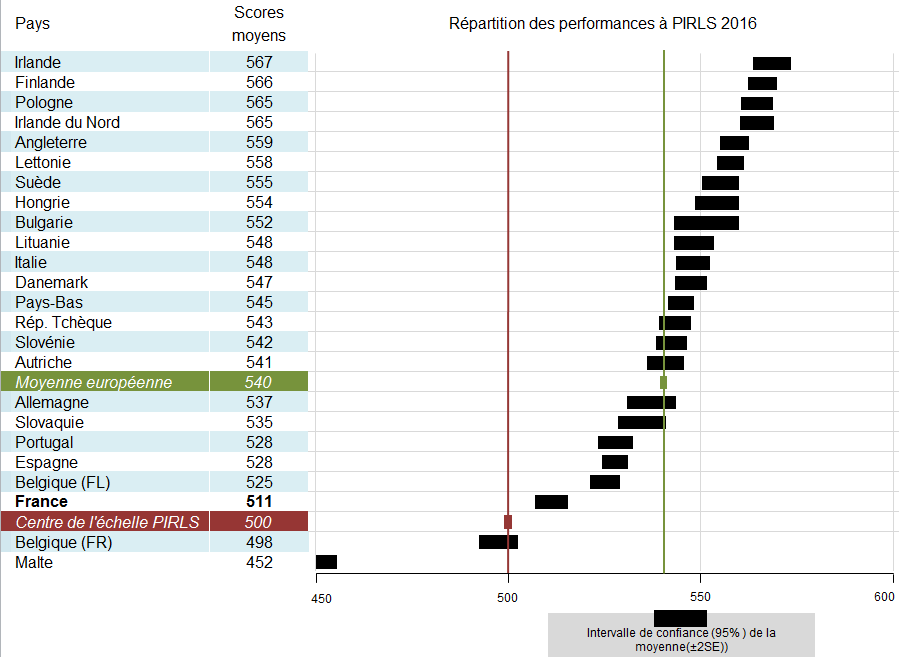 Pays Scores moyens Répartition des performances à PIRLS 2016
Irlande 567
Finlande 566
Pologne 565
Irlande du Nord 565
Angleterre 559
Lettonie 558
Suède 555
Hongrie 554
Bulgarie 552
Lituanie 548
Italie 548
Danemark 547
Pays-Bas 545
Rép. Tchèque 543
Slovénie 542
Autriche 541
Moyenne européenne 540
Allemagne 537
Slovaquie 535
Portugal 528
Espagne 528
Belgique (FL) 525
France 511
Centre de l'échelle PIRLS 500
Belgique (FR) 498
Malte 452
450 500 550 600
Intervalle de confiance (95% ) de la
moyenne(±2SE))